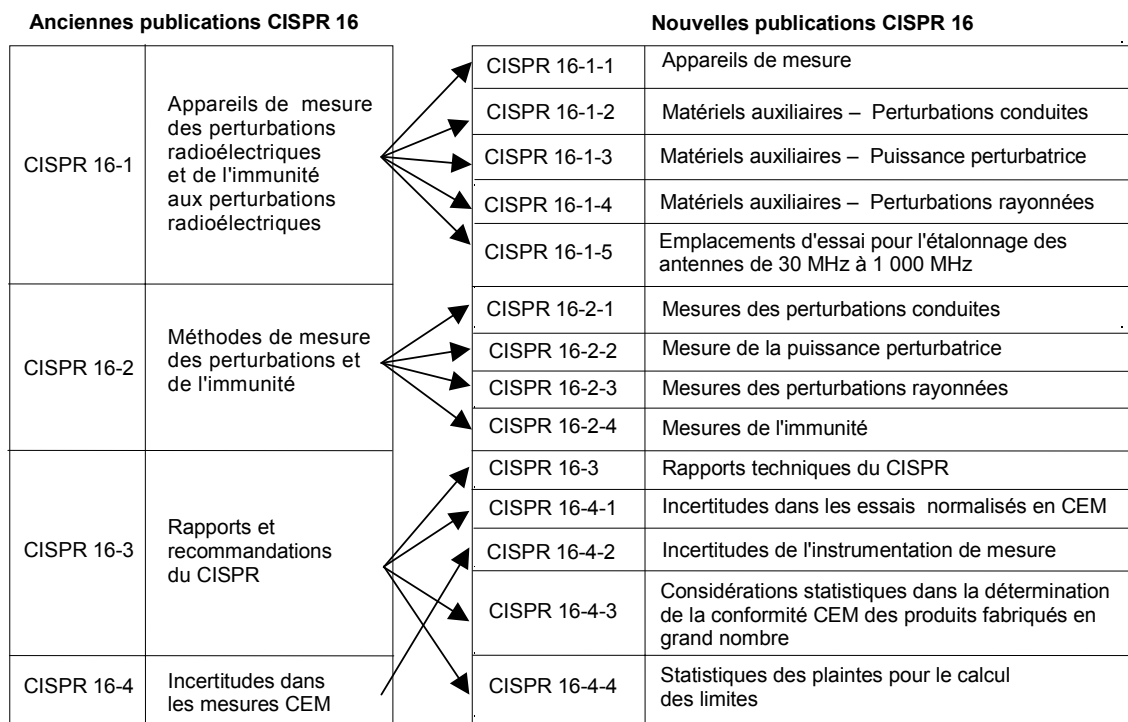 Anciennes publications CISPR 16
Nouvelles publications CISPR 16
CISPR 16-1
Appareils de mesure
des perturbations
radioélectriques
et de l'immunité
aux perturbations
radioélectriques
CISPR 16-2
Méthodes de mesure
des perturbations et
de l'immunité
CISPR 16-3
Rapports et
recommandations
du CISPR
CISPR 16-4
Incertitudes dans
les mesures CEM
CISPR 16-1-1
Appareils de mesure
CISPR 16-1-2
Matériels auxiliaires – Perturbations conduites
CISPR 16-1-3
Matériels auxiliaires – Puissance perturbatrice
CISPR 16-1-4
Matériels auxiliaires – Perturbations rayonnées
CISPR 16-1-5
Emplacements d'essai pour l'étalonnage des
antennes de 30 MHz à 1 000 MHz
CISPR 16-2-1
Mesures des perturbations conduites
CISPR 16-2-2
Mesure de la puissance perturbatrice
CISPR 16-2-3
Mesures des perturbations rayonnées
CISPR 16-2-4
Mesures de l'immunité
CISPR 16-3
Rapports techniques du CISPR
CISPR 16-4-1
Incertitudes dans les essais normalisés en CEM
CISPR 16-4-2
Incertitudes de l'instrumentation de mesure
CISPR 16-4-3
Considérations statistiques dans la détermination
de la conformité CEM des produits fabriqués en
grand nombre
CISPR 16-4-4
Statistiques des plaintes pour le calcul
des limites